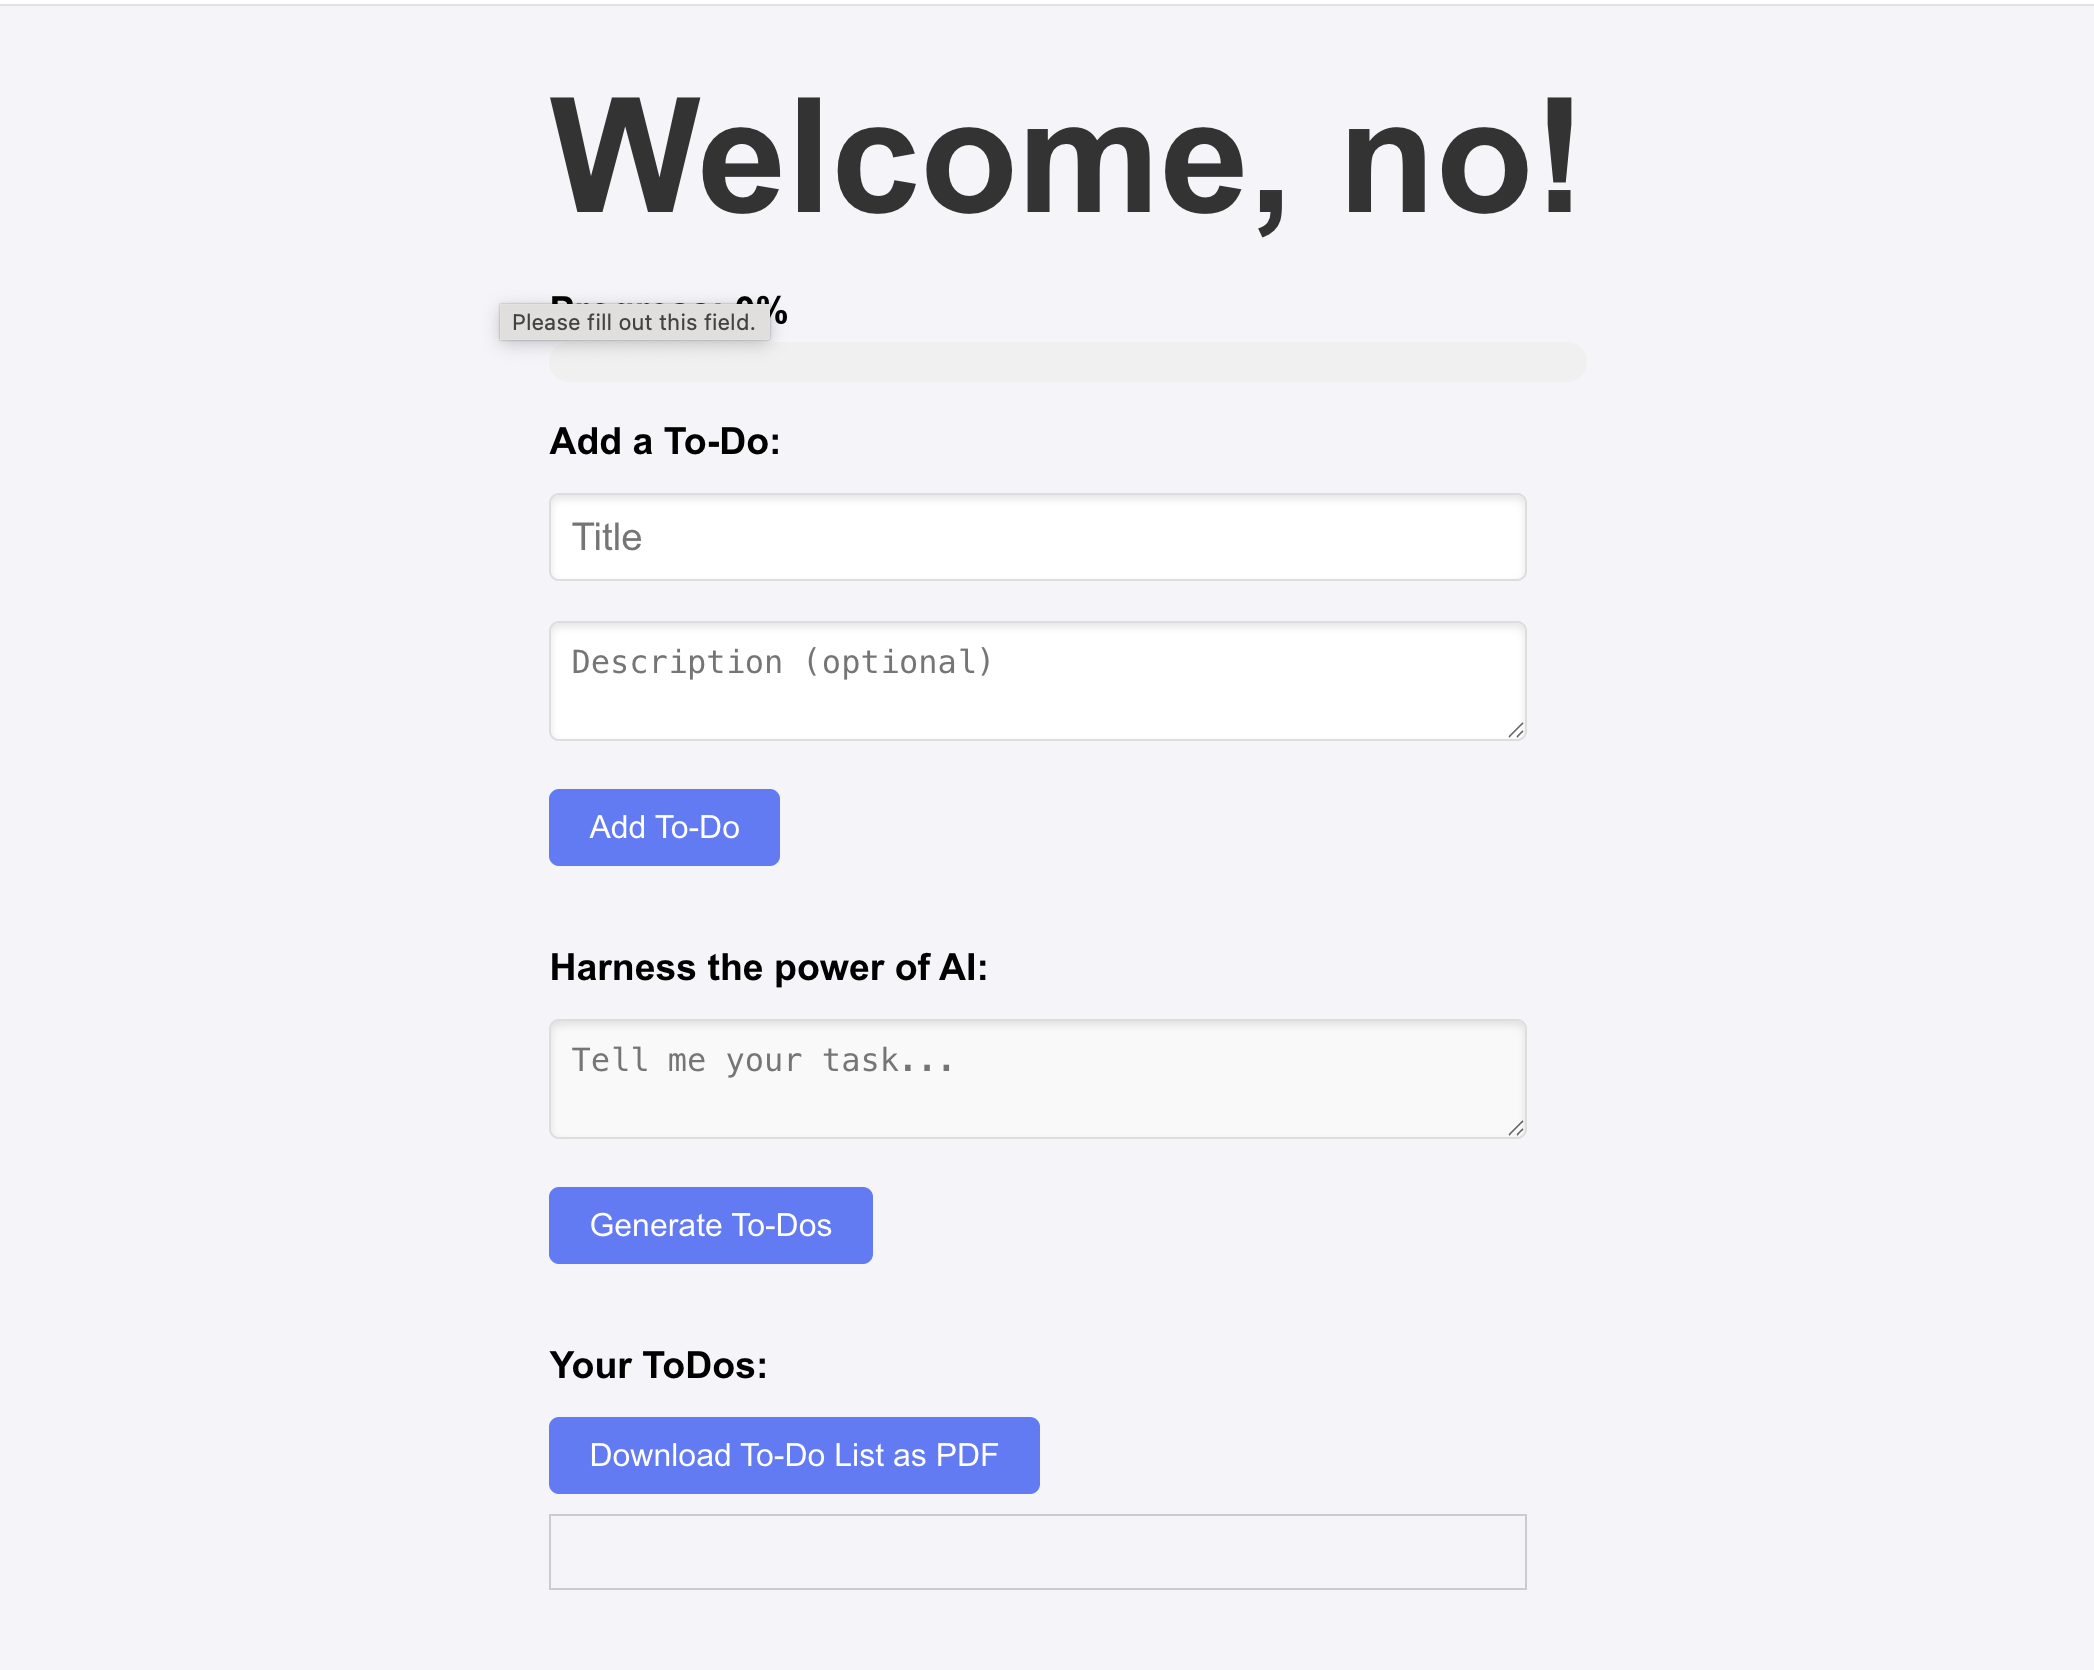 Welcome, no!
Progress: 0%
Please fill out this field.
Add a To-Do:
Title
Description (optional)
Add To-Do
Harness the power of AI:
Tell me your task...
Generate To-Dos
Your ToDos:
Download To-Do List as PDF